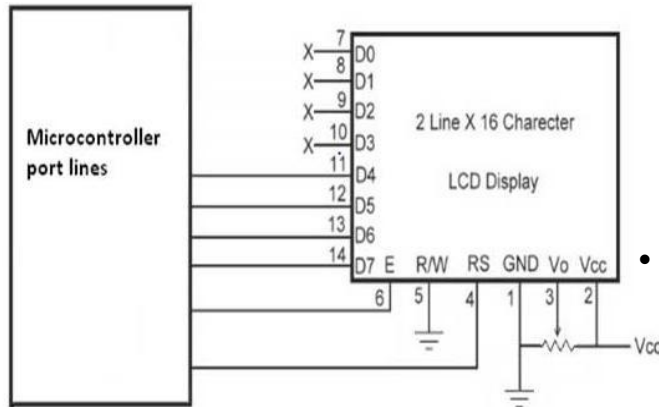 7
X D0
8
X D1
9
X D2
10
X D3
Microcontroller
port lines
2 Line X 16 Charecter
LCD Display
11
D4
12
D5
13
D6
14
D7 E R/W RS GND Vo Vcc
6 5 4 1 3 2
Vcc